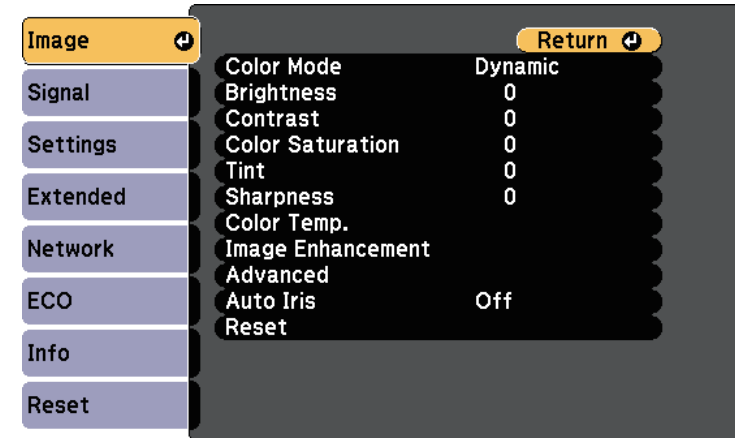 Image
Signal
Settings
Extended
Network
ECO
Info
Reset
Return
Color Mode Dynamic
Brightness 0
Contrast 0
Color Saturation 0
Tint 0
Sharpness 0
Color Temp.
Image Enhancement
Advanced
Auto Iris Off
Reset